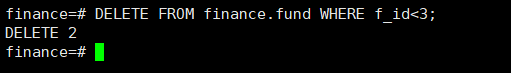 finance=# DELETE FROM finance.fund WHERE f_id<3;
DELETE 2
finance=#